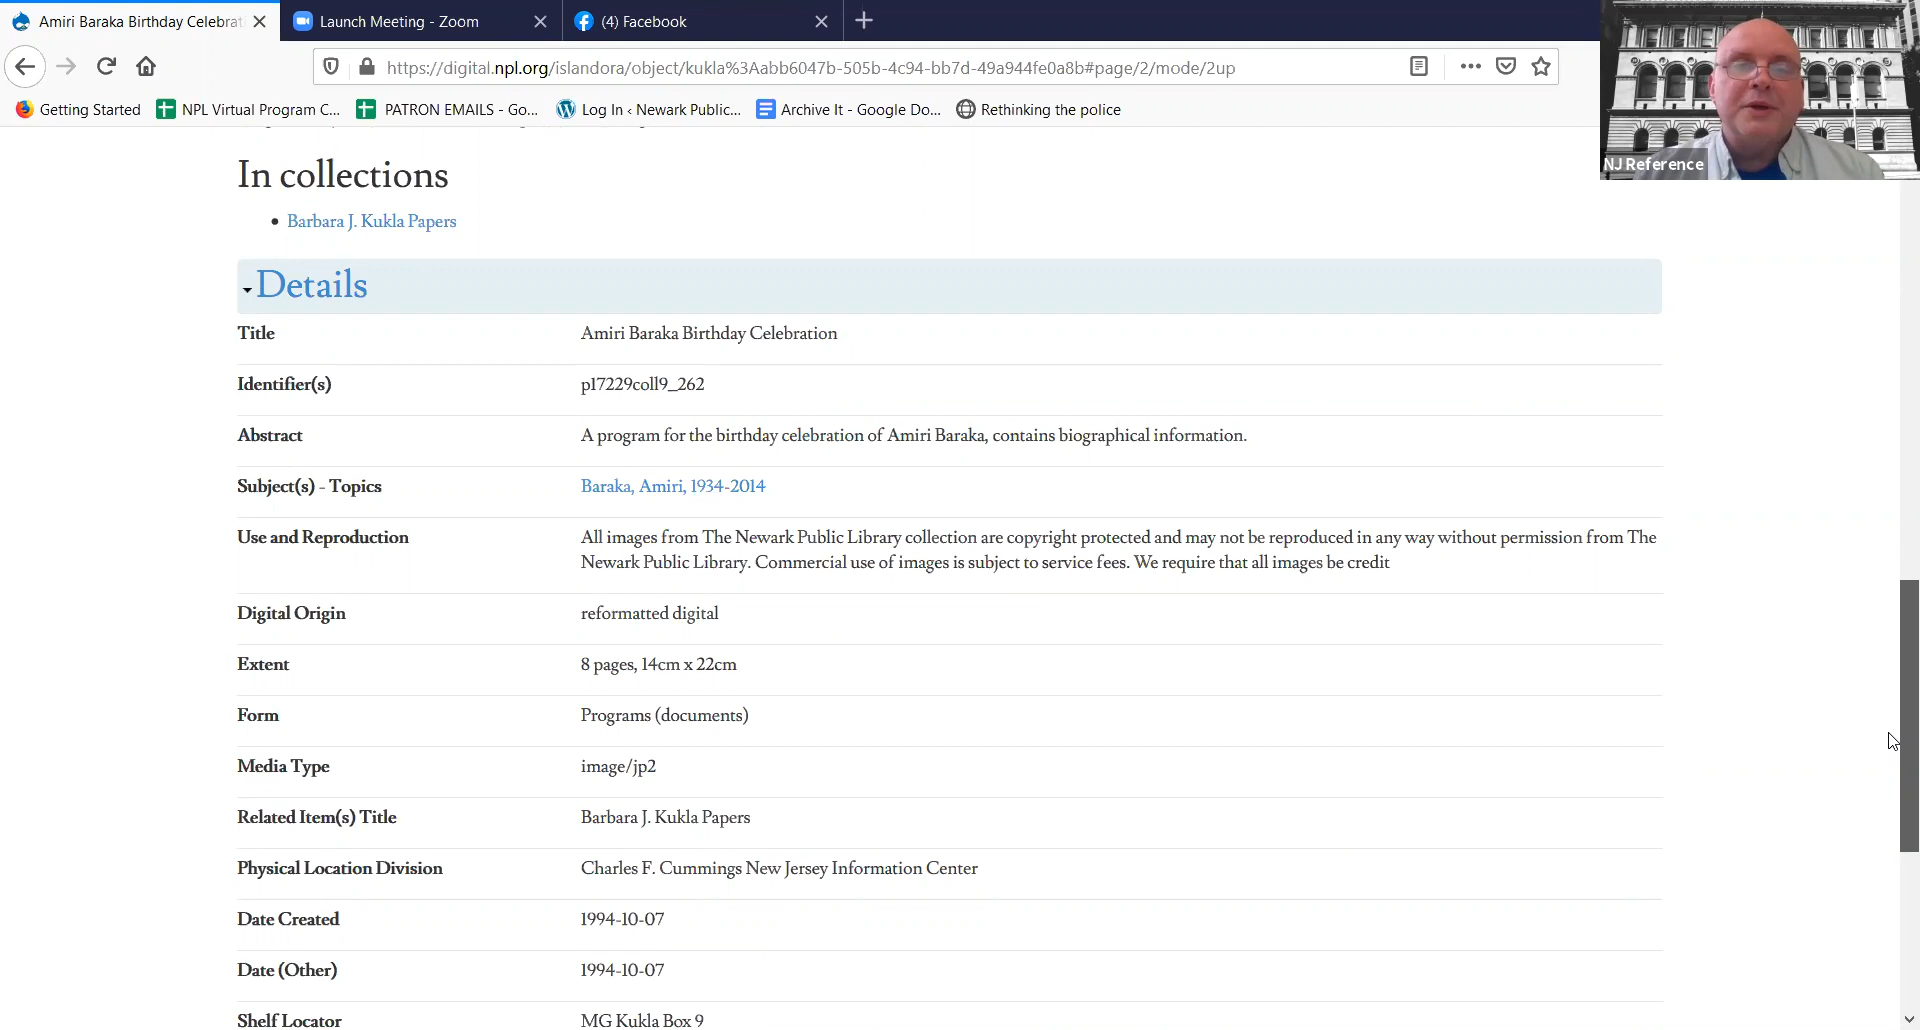 Amiri Baraka Birthday Celebrat
Launch Meeting - Zoom
(4) Facebook
https://digital.npl.org/islandora/object/kukla%3Aabb6047b-505b-4c94-bb7d-49a944fe0a8b#page/2/mode/2up
Getting Started
NPL Virtual Program C...
PATRON EMAILS - Go...
Log In ‹ Newark Public...
Archive It - Google Do...
Rethinking the police
NJ Reference
In collections
Barbara J. Kukla Papers
Details
Title Amiri Baraka Birthday Celebration
Identifier(s) p17229coll9_262
Abstract A program for the birthday celebration of Amiri Baraka, contains biographical information.
Subject(s) - Topics Baraka, Amiri, 1934-2014
Use and Reproduction All images from The Newark Public Library collection are copyright protected and may not be reproduced in any way without permission from The
Newark Public Library. Commercial use of images is subject to service fees. We require that all images be credit
Digital Origin reformatted digital
Extent 8 pages, 14cm x 22cm
Form Programs (documents)
Media Type image/jp2
Related Item(s) Title Barbara J. Kukla Papers
Physical Location Division Charles F. Cummings New Jersey Information Center
Date Created 1994-10-07
Date (Other) 1994-10-07
Shelf Locator MG Kukla Box 9